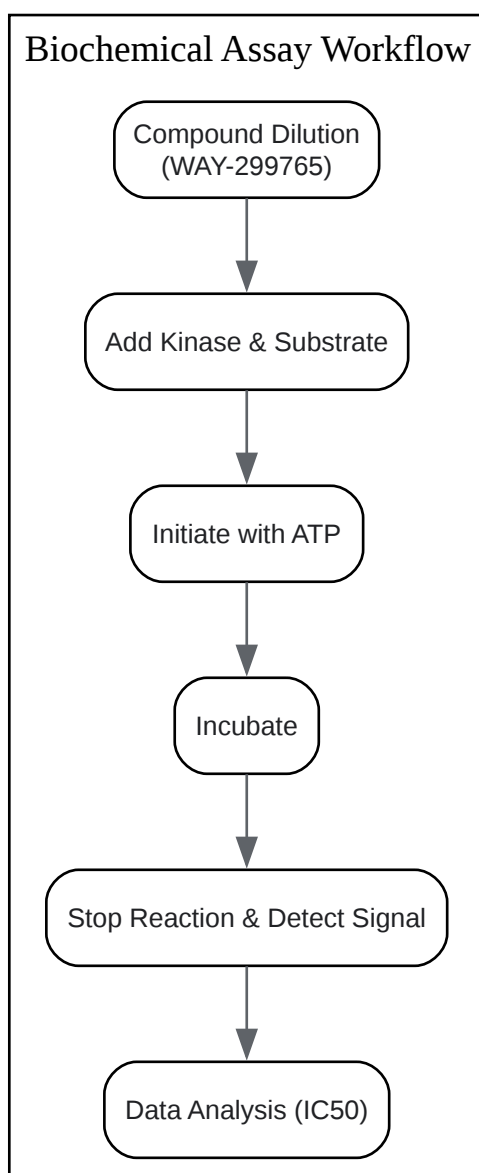 Biochemical Assay Workflow
Compound Dilution
(WAY-299765)
Add Kinase & Substrate
Initiate with ATP
Incubate
Stop Reaction & Detect Signal
Data Analysis (IC50)